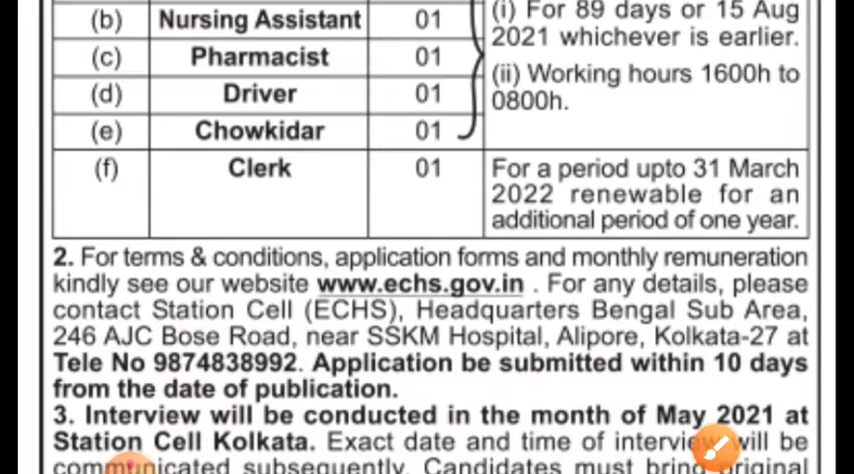 (b) Nursing Assistant 01 (i) For 89 days or 15 Aug
2021 whichever is earlier.
(c) Pharmacist 01
(ii) Working hours 1600h to
(d) Driver 01 0800h.
(e) Chowkidar 01
(f) Clerk 01 For a period upto 31 March
2022 renewable for an
additional period of one year.
2. For terms & conditions, application forms and monthly remuneration
kindly see our website www.echs.gov.in . For any details, please
contact Station Cell (ECHS), Headquarters Bengal Sub Area,
246 AJC Bose Road, near SSKM Hospital, Alipore, Kolkata-27 at
Tele No 9874838992. Application be submitted within 10 days
from the date of publication.
3. Interview will be conducted in the month of May 2021 at
Station Cell Kolkata. Exact date and time of interview will be
communicated subsequently. Candidates must bring original